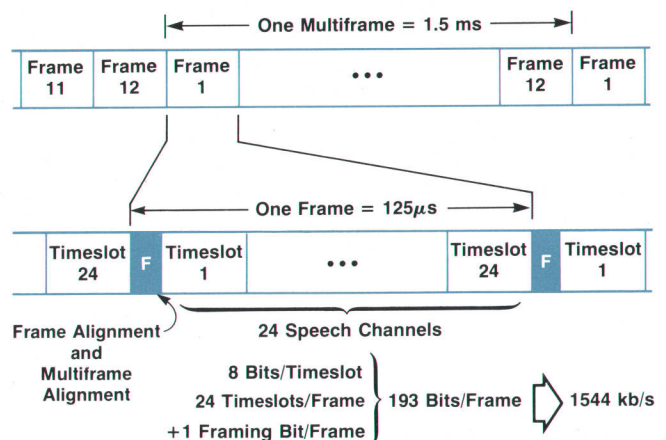 One Multiframe = 1.5 ms
Frame 11
Frame 12
Frame 1
•••
Frame 12
Frame 1
One Frame = 125μs
Timeslot 24
F
Timeslot 1
•••
Timeslot 24
F
Timeslot 1
Frame Alignment and Multiframe Alignment
24 Speech Channels
8 Bits/Timeslot
24 Timeslots/Frame
+1 Framing Bit/Frame
193 Bits/Frame
1544 kb/s